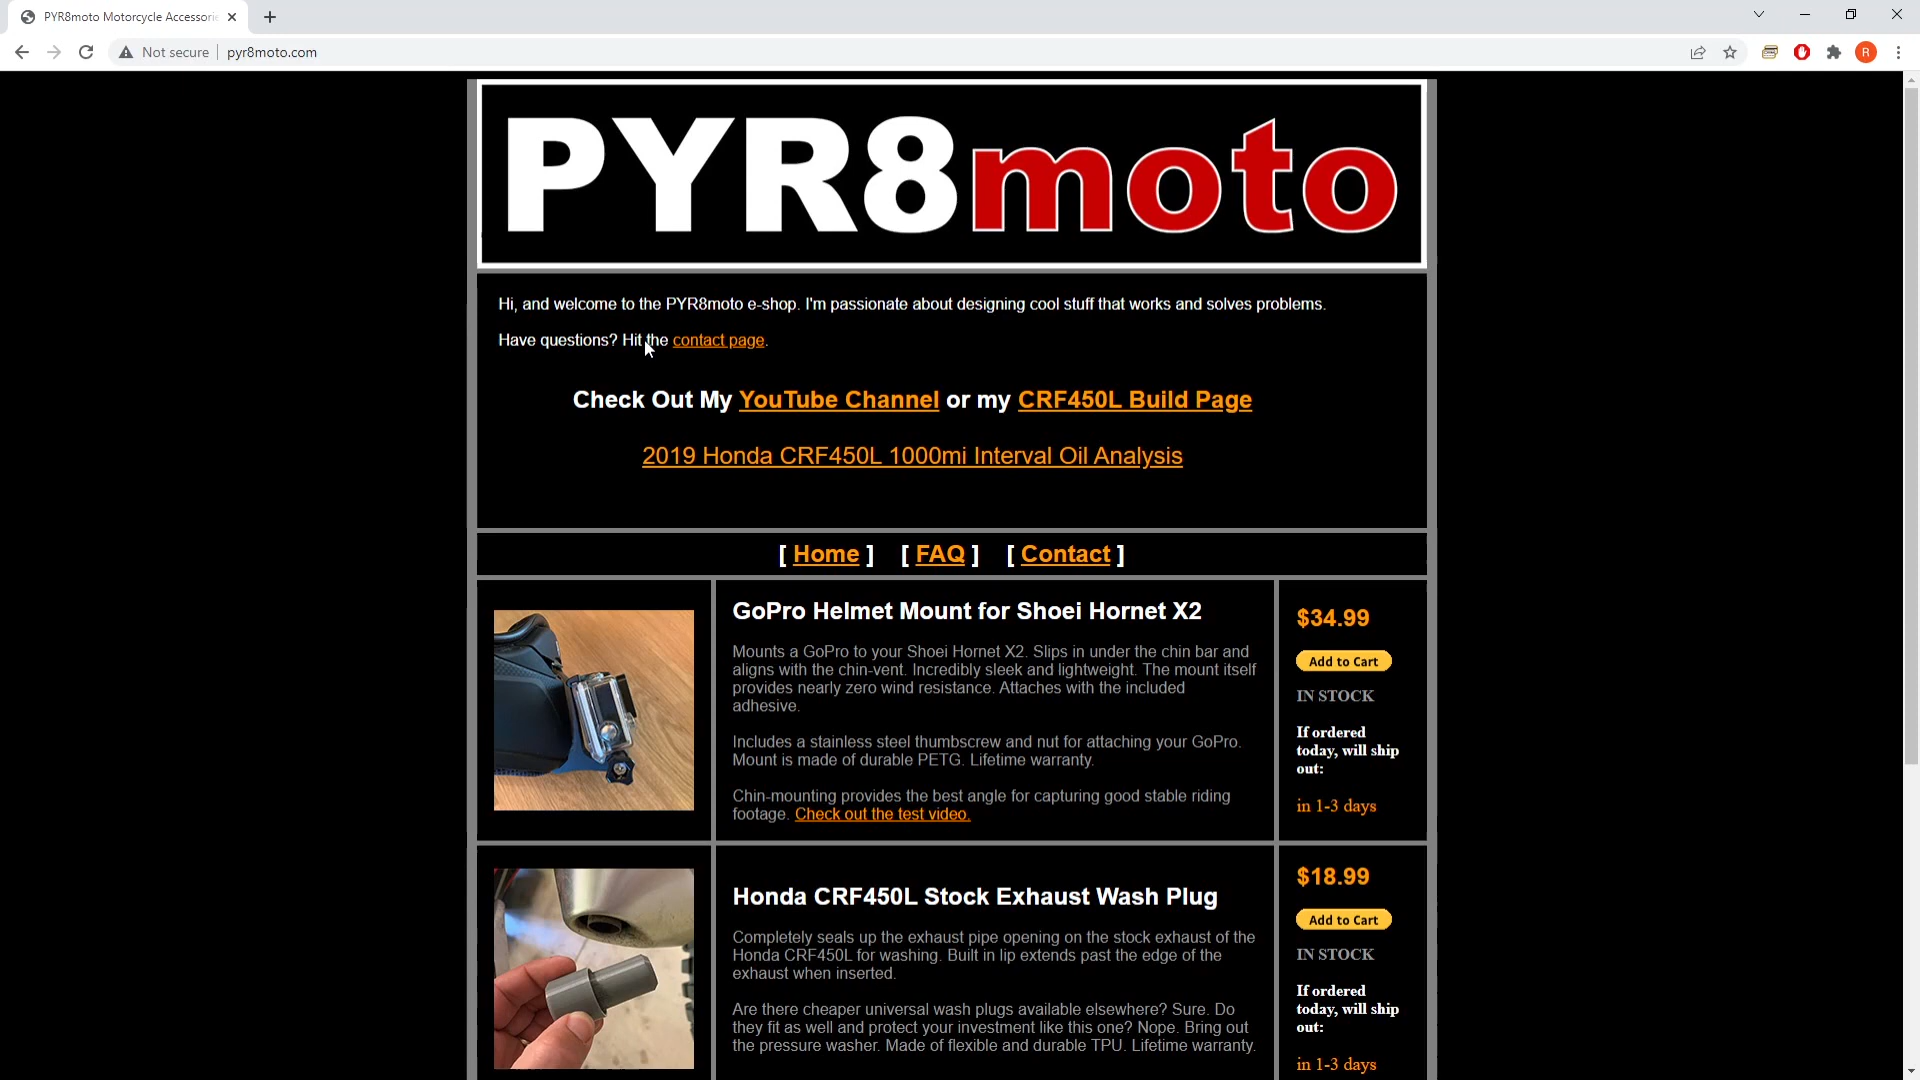 PYR8moto Motorcycle Accessorie
Not secure
pyr8moto.com
R
PYR8moto
Hi, and welcome to the PYR8moto e-shop. I'm passionate about designing cool stuff that works and solves problems.
Have questions? Hit the contact page.
Check Out My YouTube Channel or my CRF450L Build Page
2019 Honda CRF450L 1000mi Interval Oil Analysis
[ Home ] [ FAQ ] [ Contact ]
GoPro Helmet Mount for Shoei Hornet X2
Mounts a GoPro to your Shoei Hornet X2. Slips in under the chin bar and
aligns with the chin-vent. Incredibly sleek and lightweight. The mount itself
provides nearly zero wind resistance. Attaches with the included
adhesive.
Includes a stainless steel thumbscrew and nut for attaching your GoPro.
Mount is made of durable PETG. Lifetime warranty.
Chin-mounting provides the best angle for capturing good stable riding
footage. Check out the test video.
$34.99
Add to Cart
IN STOCK
If ordered
today, will ship
out:
in 1-3 days
Honda CRF450L Stock Exhaust Wash Plug
Completely seals up the exhaust pipe opening on the stock exhaust of the
Honda CRF450L for washing. Built in lip extends past the edge of the
exhaust when inserted.
Are there cheaper universal wash plugs available elsewhere? Sure. Do
they fit as well and protect your investment like this one? Nope. Bring out
the pressure washer. Made of flexible and durable TPU. Lifetime warranty.
$18.99
Add to Cart
IN STOCK
If ordered
today, will ship
out:
in 1-3 days